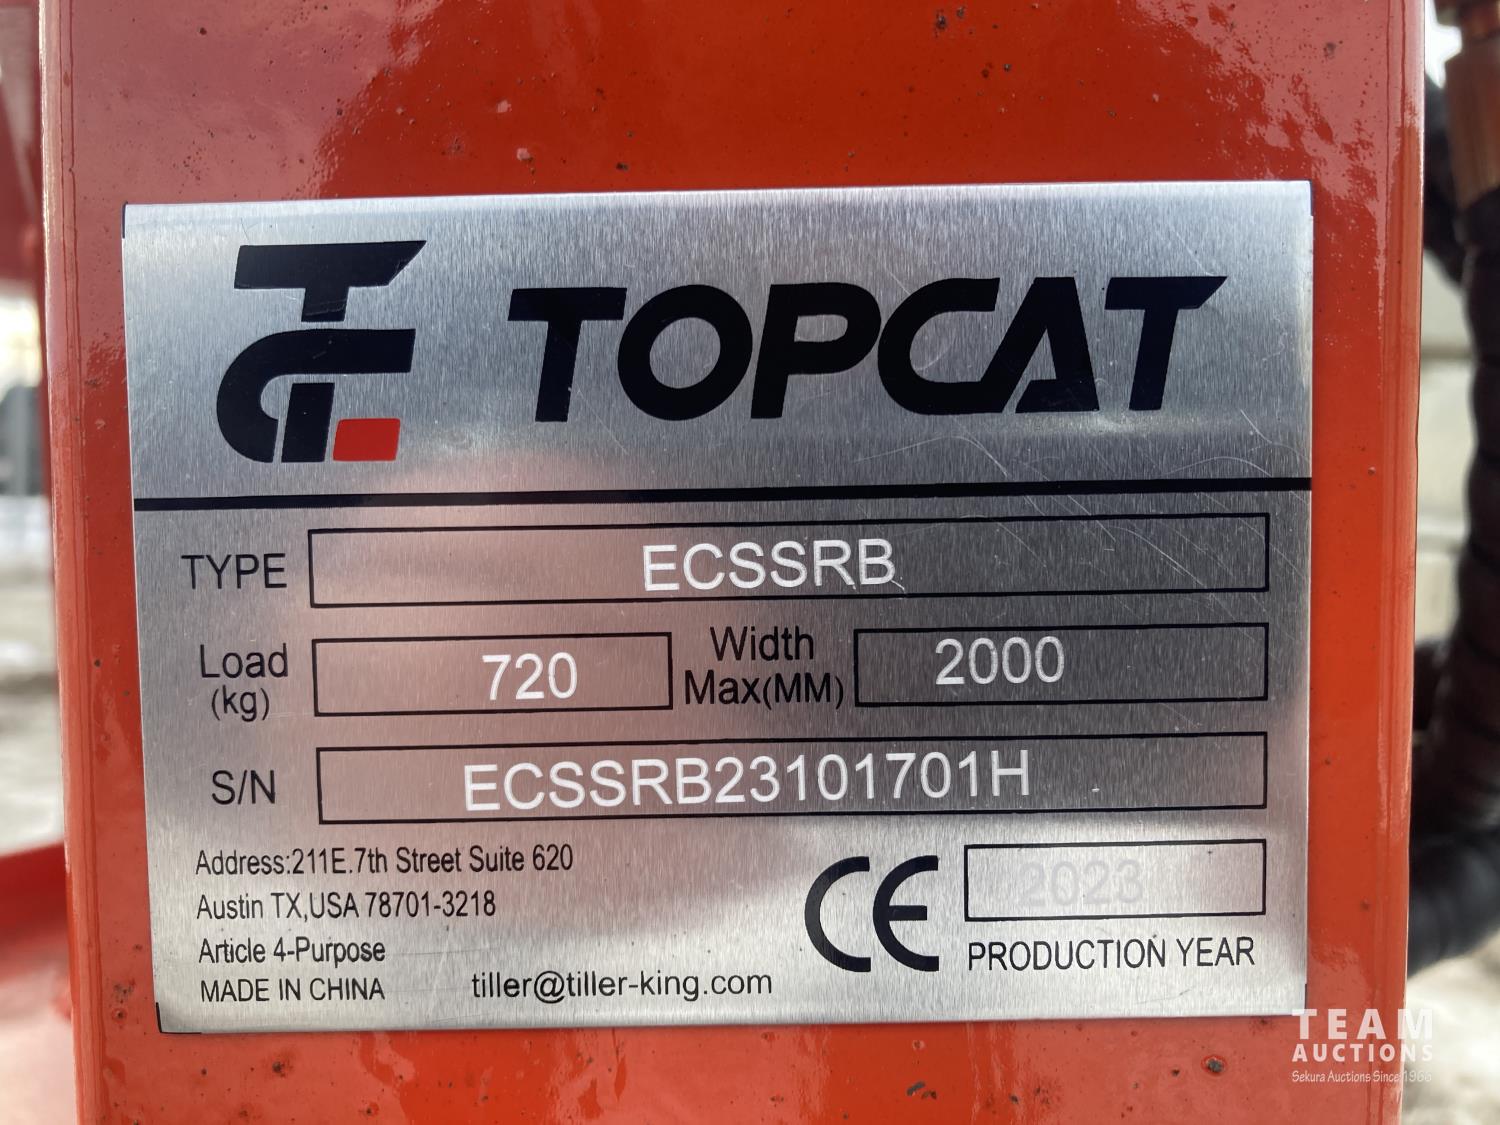 TOPCAT
TYPE ECSSRB
Load (kg) 720 Width Max(MM) 2000
S/N ECSSRB23101701H
Address:211E.7th Street Suite 620
Austin TX,USA 78701-3218
Article 4-Purpose
MADE IN CHINA
tiller@tiller-king.com
CE
2023
PRODUCTION YEAR
TEAM
AUCTIONS
Sekura Auctions Since 1966